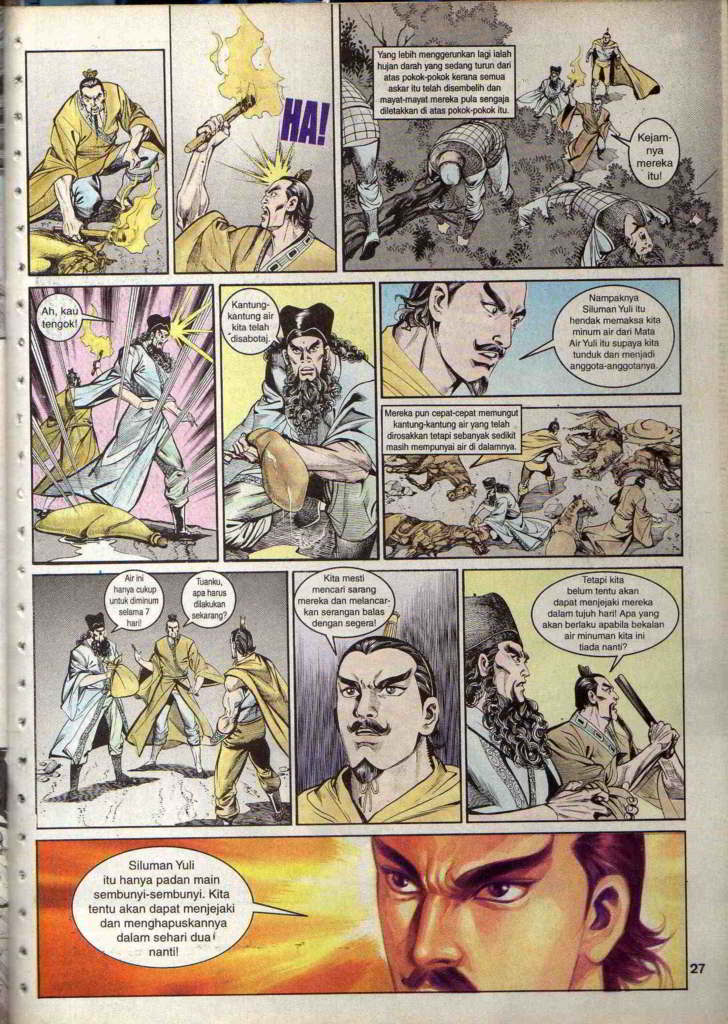 HA!
Yang lebih menggerunkan lagi ialah
hujan darah yang sedang turun dari
atas pokok-pokok kerana semua
askar itu telah disembelih dan
mayat-mayat mereka pula sengaja
diletakkan di atas pokok-pokok itu.
Kejam-
nya
mereka
itu!
Ah, kau
tengok!
Kantung-
kantung air
kita telah
disabotaj.
Nampaknya
Siluman Yuli itu
hendak memaksa kita
minum air dari Mata
Air Yuli itu supaya kita
tunduk dan menjadi
anggota-anggotanya.
Mereka pun cepat-cepat memungut
kantung-kantung air yang telah
dirosakkan tetapi sebanyak sedikit
masih mempunyai air di dalamnya.
Air ini
hanya cukup
untuk diminum
selama 7
hari!
Tuanku,
apa harus
dilakukan
sekarang?
Kita mesti
mencari sarang
mereka dan melancar-
kan serangan balas
dengan segera!
Tetapi kita
belum tentu akan
dapat menjejaki mereka
dalam tujuh hari! Apa yang
akan berlaku apabila bekalan
air minuman kita ini
tiada nanti?
Siluman Yuli
itu hanya padan main
sembunyi-sembunyi. Kita
tentu akan dapat menjejaki
dan menghapuskannya
dalam sehari dua
nanti!
27